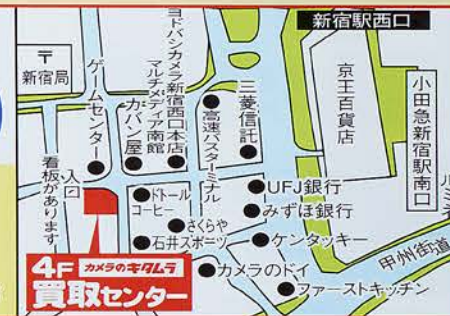 新宿駅西口
〒
新宿局
ゲームセンター
カバン屋
ヨドバシカメラ新宿西口本店
マルチメディア南館
高速バスターミナル
三菱信託
京王百貨店
小田急新宿駅南口
ルミ
入口
看板があります
ドトール
コーヒー
さくらや
石井スポーツ
UFJ銀行
みずほ銀行
ケンタッキー
カメラのドイ
ファーストキッチン
甲州街道
4F カメラのキタムラ
買取センター